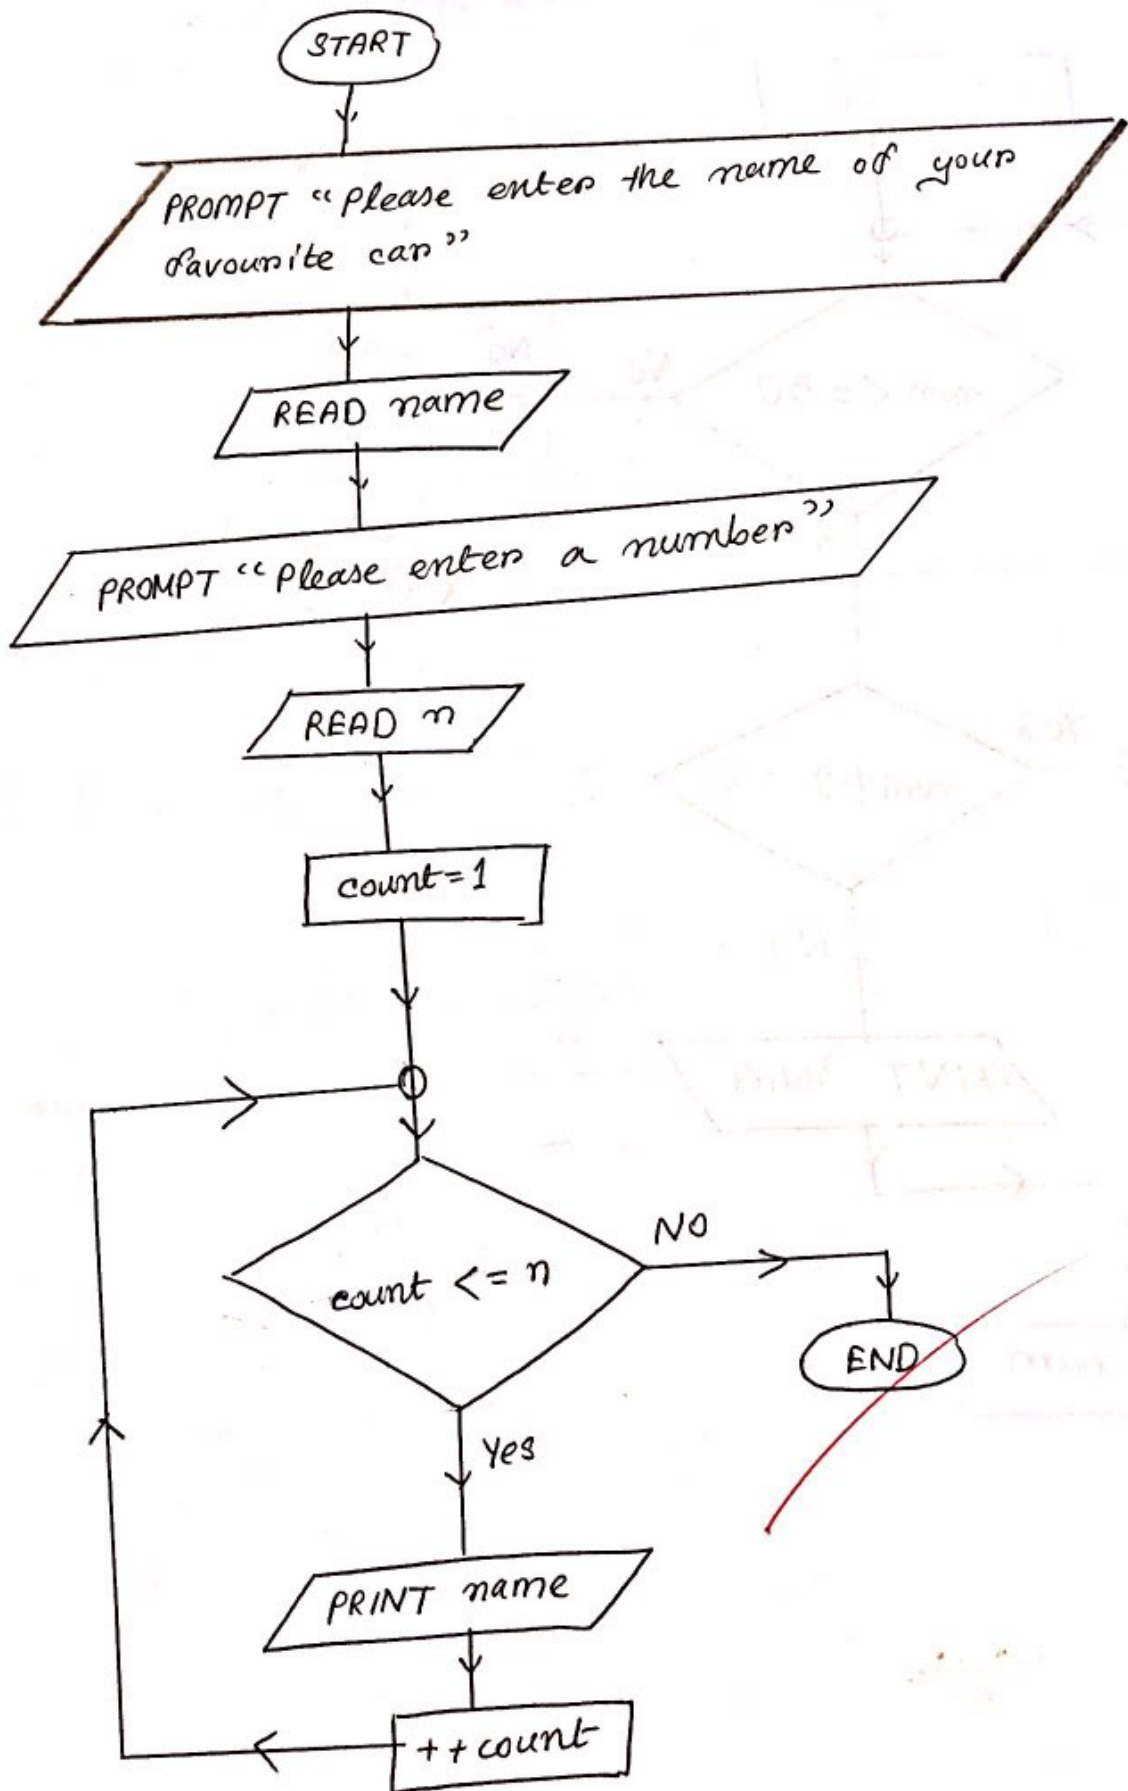 START
PROMPT “Please enter the name of your
favourite car”
READ name
PROMPT “Please enter a number”
READ n
count=1
count <= n
NO
END
Yes
PRINT name
++count